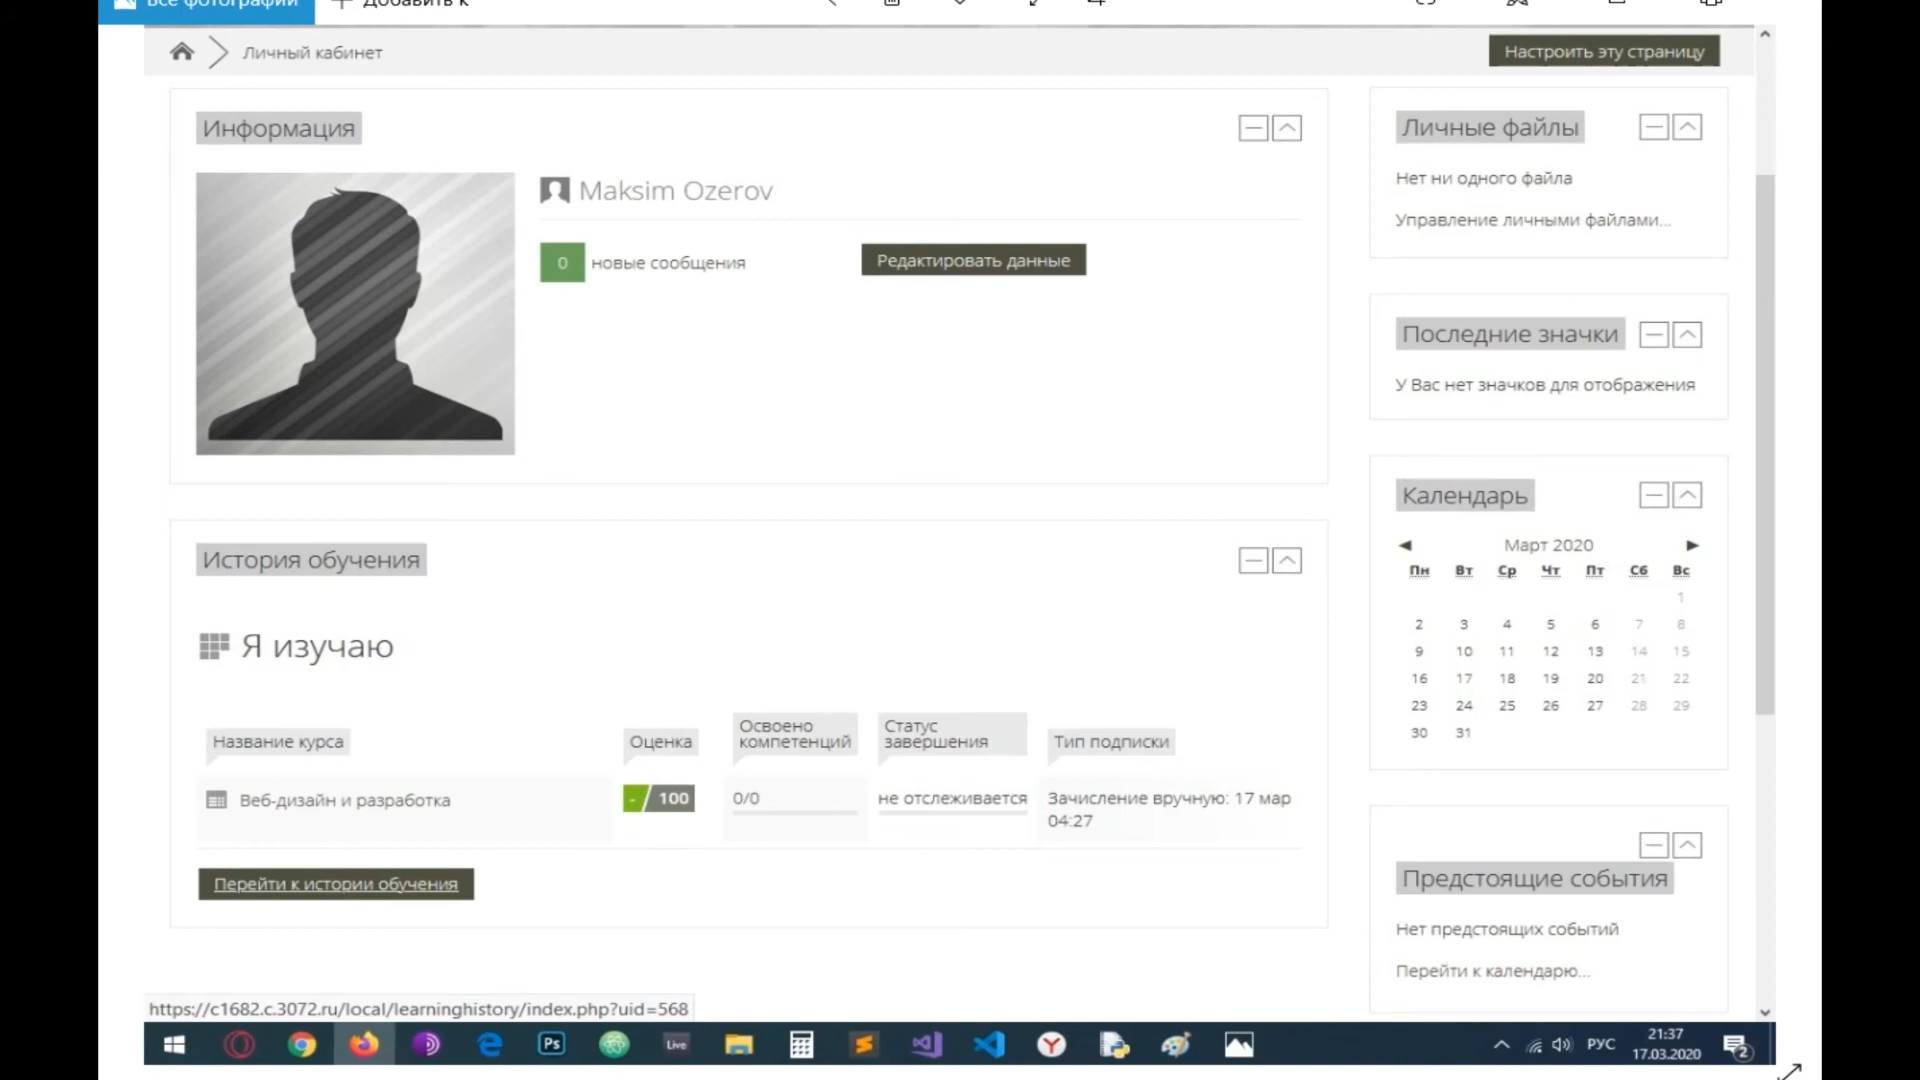 Все фотографии
Добавить к
Личный кабинет
Настроить эту страницу
Информация
Maksim Ozerov
0 новые сообщения
Редактировать данные
История обучения
Я изучаю
Название курса
Оценка
Освоено
компетенций
Статус
завершения
Тип подписки
Веб-дизайн и разработка
- / 100
0/0
не отслеживается
Зачисление вручную: 17 мар
04:27
Перейти к истории обучения
Личные файлы
Нет ни одного файла
Управление личными файлами...
Последние значки
У Вас нет значков для отображения
Календарь
Март 2020
Пн Вт Ср Чт Пт Сб Вс
1
2 3 4 5 6 7 8
9 10 11 12 13 14 15
16 17 18 19 20 21 22
23 24 25 26 27 28 29
30 31
Предстоящие события
Нет предстоящих событий
Перейти к календарю...
https://c1682.c.3072.ru/local/learninghistory/index.php?uid=568
Ps
Live
РУС
21:37
17.03.2020
2